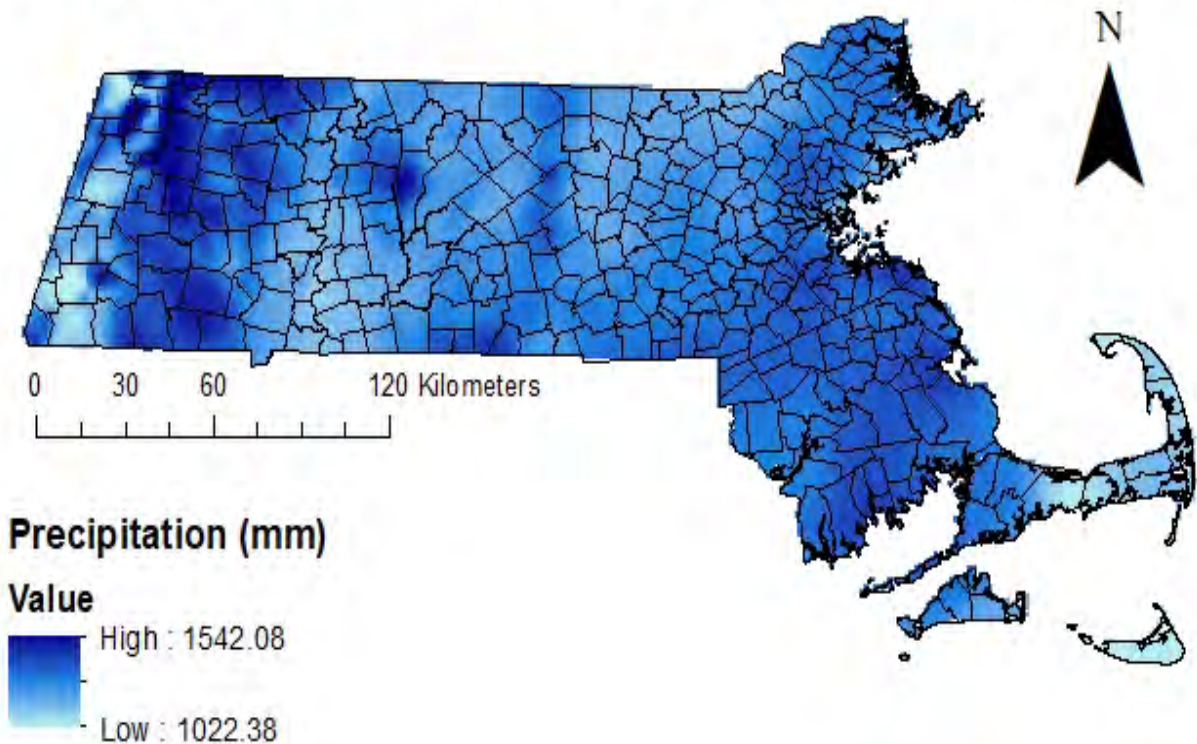 N
0 30 60 120 Kilometers
Precipitation (mm)
Value
High : 1542.08
Low : 1022.38